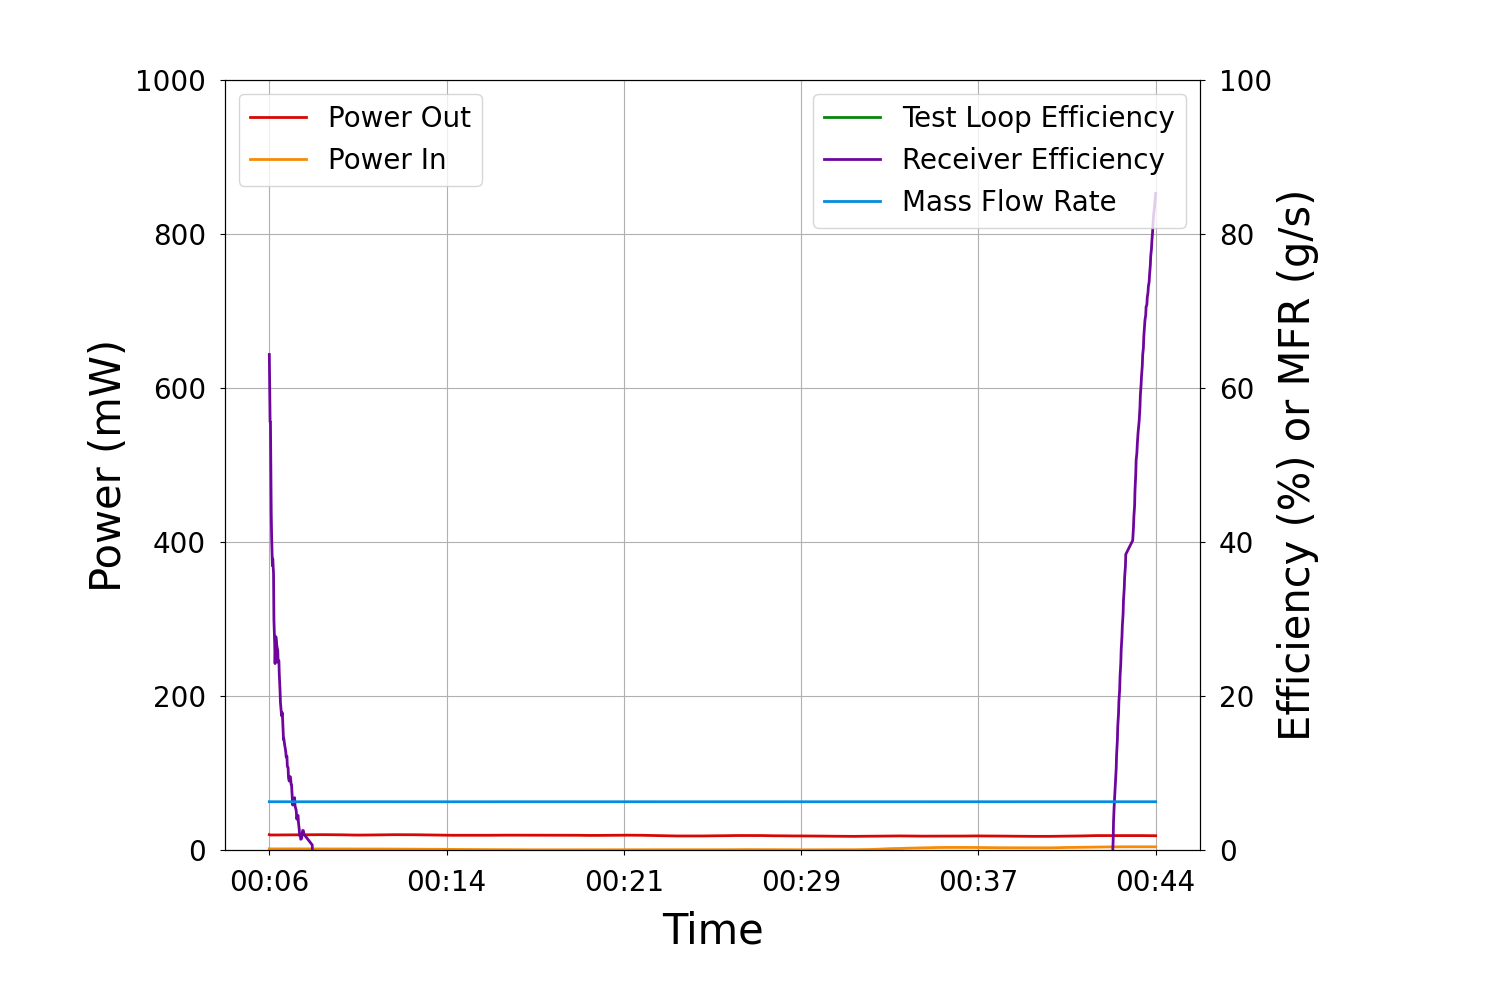 Power Out
Power In
Test Loop Efficiency
Receiver Efficiency
Mass Flow Rate
1000
800
600
400
200
0
Power (mW)
100
80
60
40
20
0
Efficiency (%) or MFR (g/s)
00:06 00:14 00:21 00:29 00:37 00:44
Time